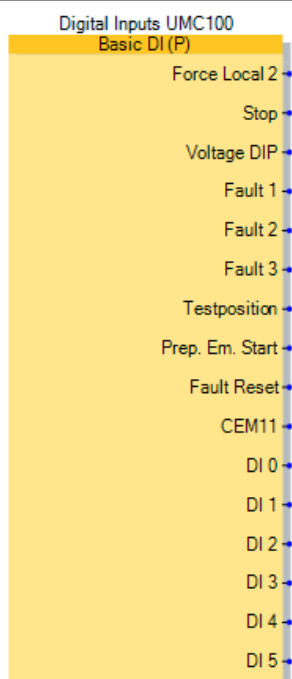 Digital Inputs UMC100
Basic DI (P)
Force Local 2
Stop
Voltage DIP
Fault 1
Fault 2
Fault 3
Testposition
Prep. Em. Start
Fault Reset
CEM11
DI 0
DI 1
DI 2
DI 3
DI 4
DI 5